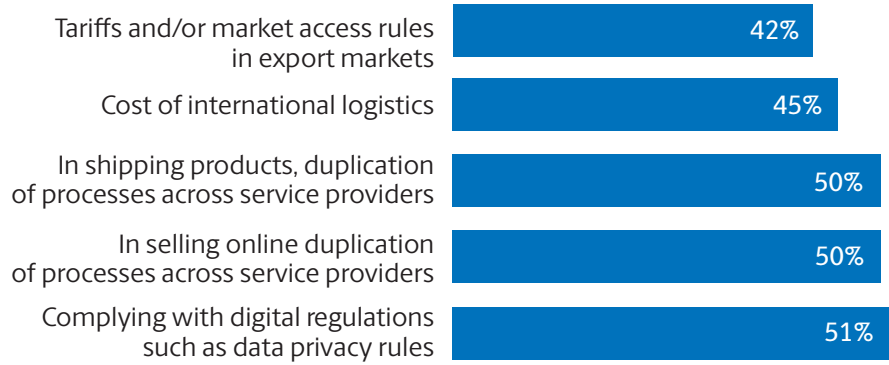 Tariffs and/or market access rules
in export markets
42%
Cost of international logistics
45%
In shipping products, duplication
of processes across service providers
50%
In selling online duplication
of processes across service providers
50%
Complying with digital regulations
such as data privacy rules
51%